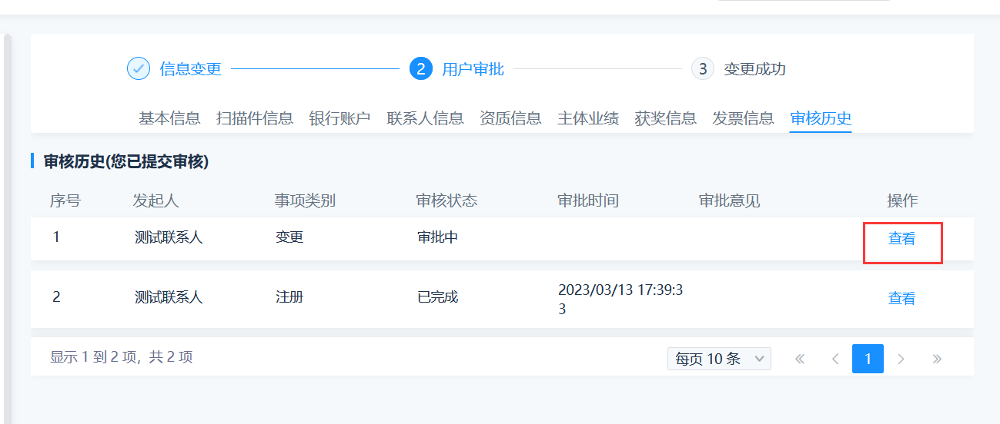 信息变更 2 用户审批 3 变更成功
基本信息 扫描件信息 银行账户 联系人信息 资质信息 主体业绩 获奖信息 发票信息 审核历史
审核历史(您已提交审核)
序号 发起人 事项类别 审核状态 审批时间 审批意见 操作
1 测试联系人 变更 审批中 查看
2 测试联系人 注册 已完成 2023/03/13 17:39:3
3 查看
显示 1 到 2 项，共 2 项 每页 10 条 « < 1 > »